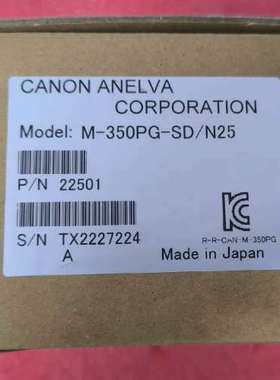 CANON ANELVA
CORPORATION
Model: M-350PG-SD/N25
P/N 22501
S/N TX2227224
A
R-R-CAN-M-350PG
Made in Japan